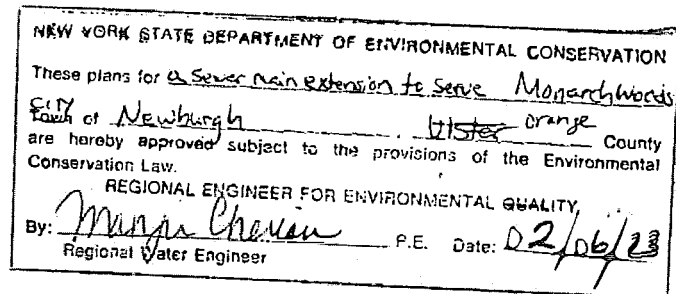 NEW YORK STATE DEPARTMENT OF ENVIRONMENTAL CONSERVATION
These plans for a sewer main extension to serve Monarch Woods
City
Town of Newburgh, Ulster Orange County
are hereby approved subject to the provisions of the Environmental
Conservation Law.
REGIONAL ENGINEER FOR ENVIRONMENTAL QUALITY
By: Manju Cherian P.E. Date: 02/06/23
Regional Water Engineer